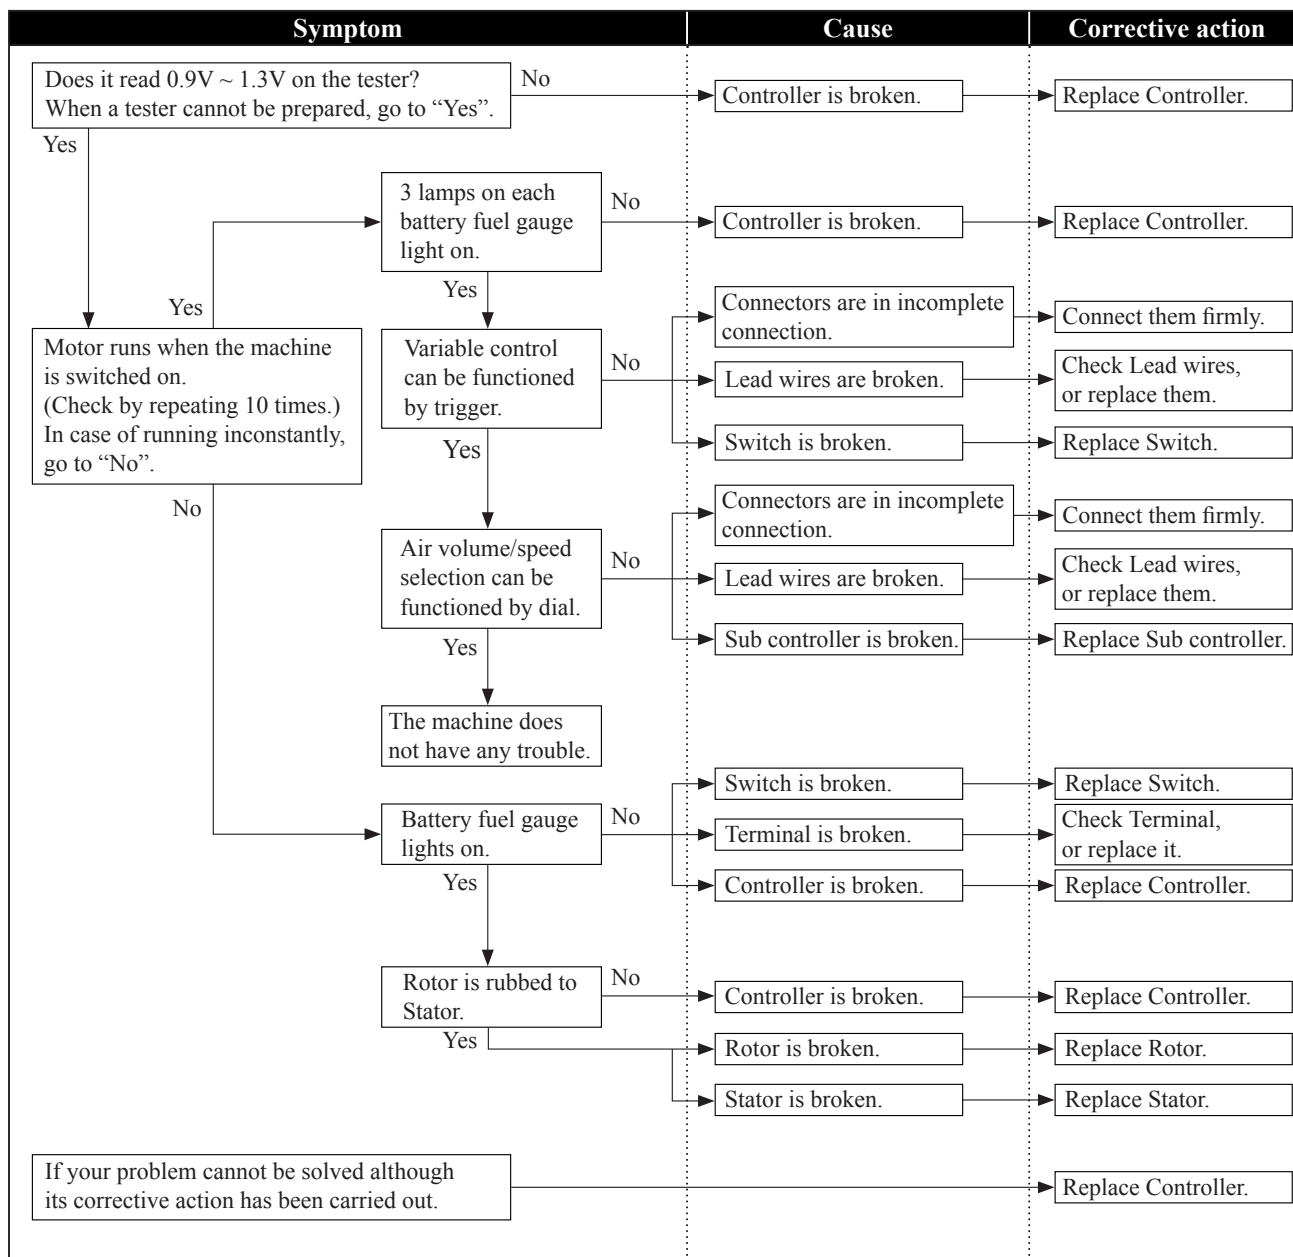 Symptom
Cause
Corrective action
Does it read 0.9V ~ 1.3V on the tester?
When a tester cannot be prepared, go to “Yes”.
No
Controller is broken.
Replace Controller.
Yes
3 lamps on each
battery fuel gauge
light on.
No
Controller is broken.
Replace Controller.
Yes
Yes
Motor runs when the machine
is switched on.
(Check by repeating 10 times.)
In case of running inconstantly,
go to “No”.
Variable control
can be functioned
by trigger.
No
Connectors are in incomplete
connection.
Connect them firmly.
Lead wires are broken.
Check Lead wires,
or replace them.
Switch is broken.
Replace Switch.
Yes
No
Air volume/speed
selection can be
functioned by dial.
No
Connectors are in incomplete
connection.
Connect them firmly.
Lead wires are broken.
Check Lead wires,
or replace them.
Sub controller is broken.
Replace Sub controller.
Yes
The machine does
not have any trouble.
Battery fuel gauge
lights on.
No
Switch is broken.
Replace Switch.
Terminal is broken.
Check Terminal,
or replace it.
Controller is broken.
Replace Controller.
Yes
Rotor is rubbed to
Stator.
No
Controller is broken.
Replace Controller.
Yes
Rotor is broken.
Replace Rotor.
Stator is broken.
Replace Stator.
If your problem cannot be solved although
its corrective action has been carried out.
Replace Controller.